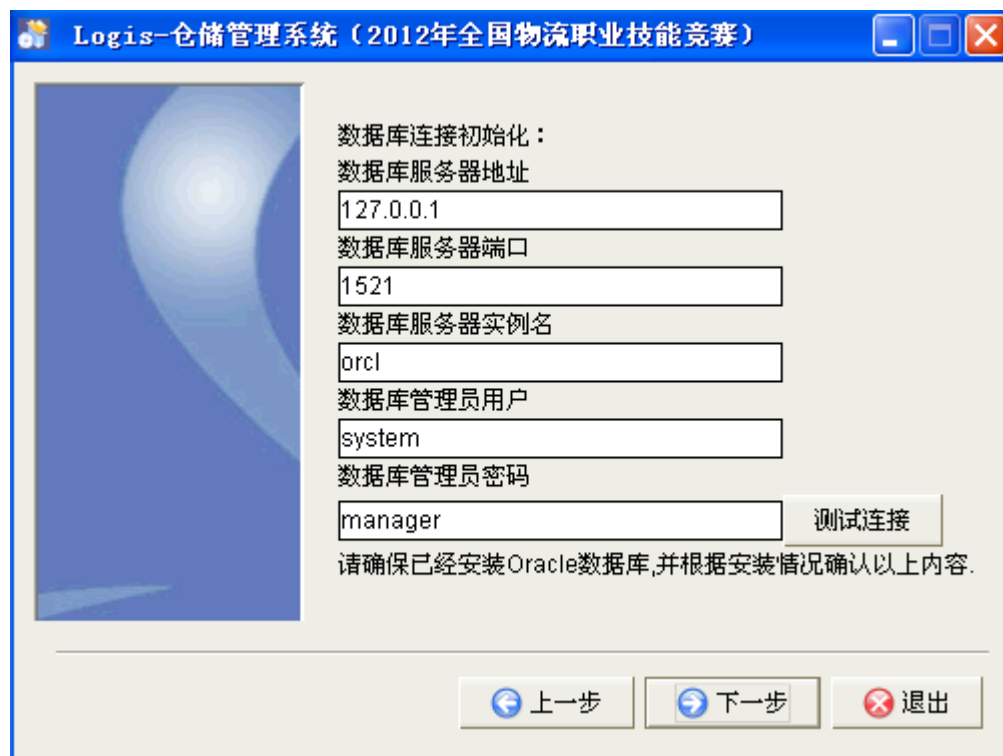 Logis-仓储管理系统（2012年全国物流职业技能竞赛）
数据库连接初始化：
数据库服务器地址
127.0.0.1
数据库服务器端口
1521
数据库服务器实例名
orcl
数据库管理员用户
system
数据库管理员密码
manager
测试连接
请确保已经安装Oracle数据库,并根据安装情况确认以上内容.
上一步
下一步
退出